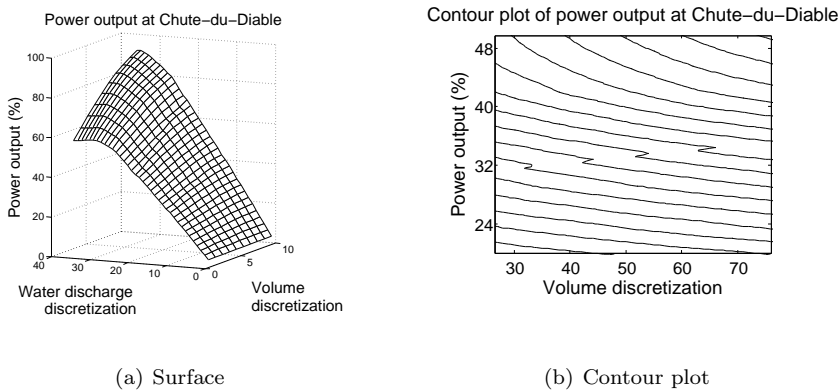 Power output at Chute−du−Diable
100
80
60
40
20
0
Power output (%)
40
30
20
10
0
0
5
10
Water discharge
discretization
Volume
discretization
(a) Surface
Contour plot of power output at Chute−du−Diable
48
40
32
24
Power output (%)
30
40
50
60
70
Volume discretization
(b) Contour plot